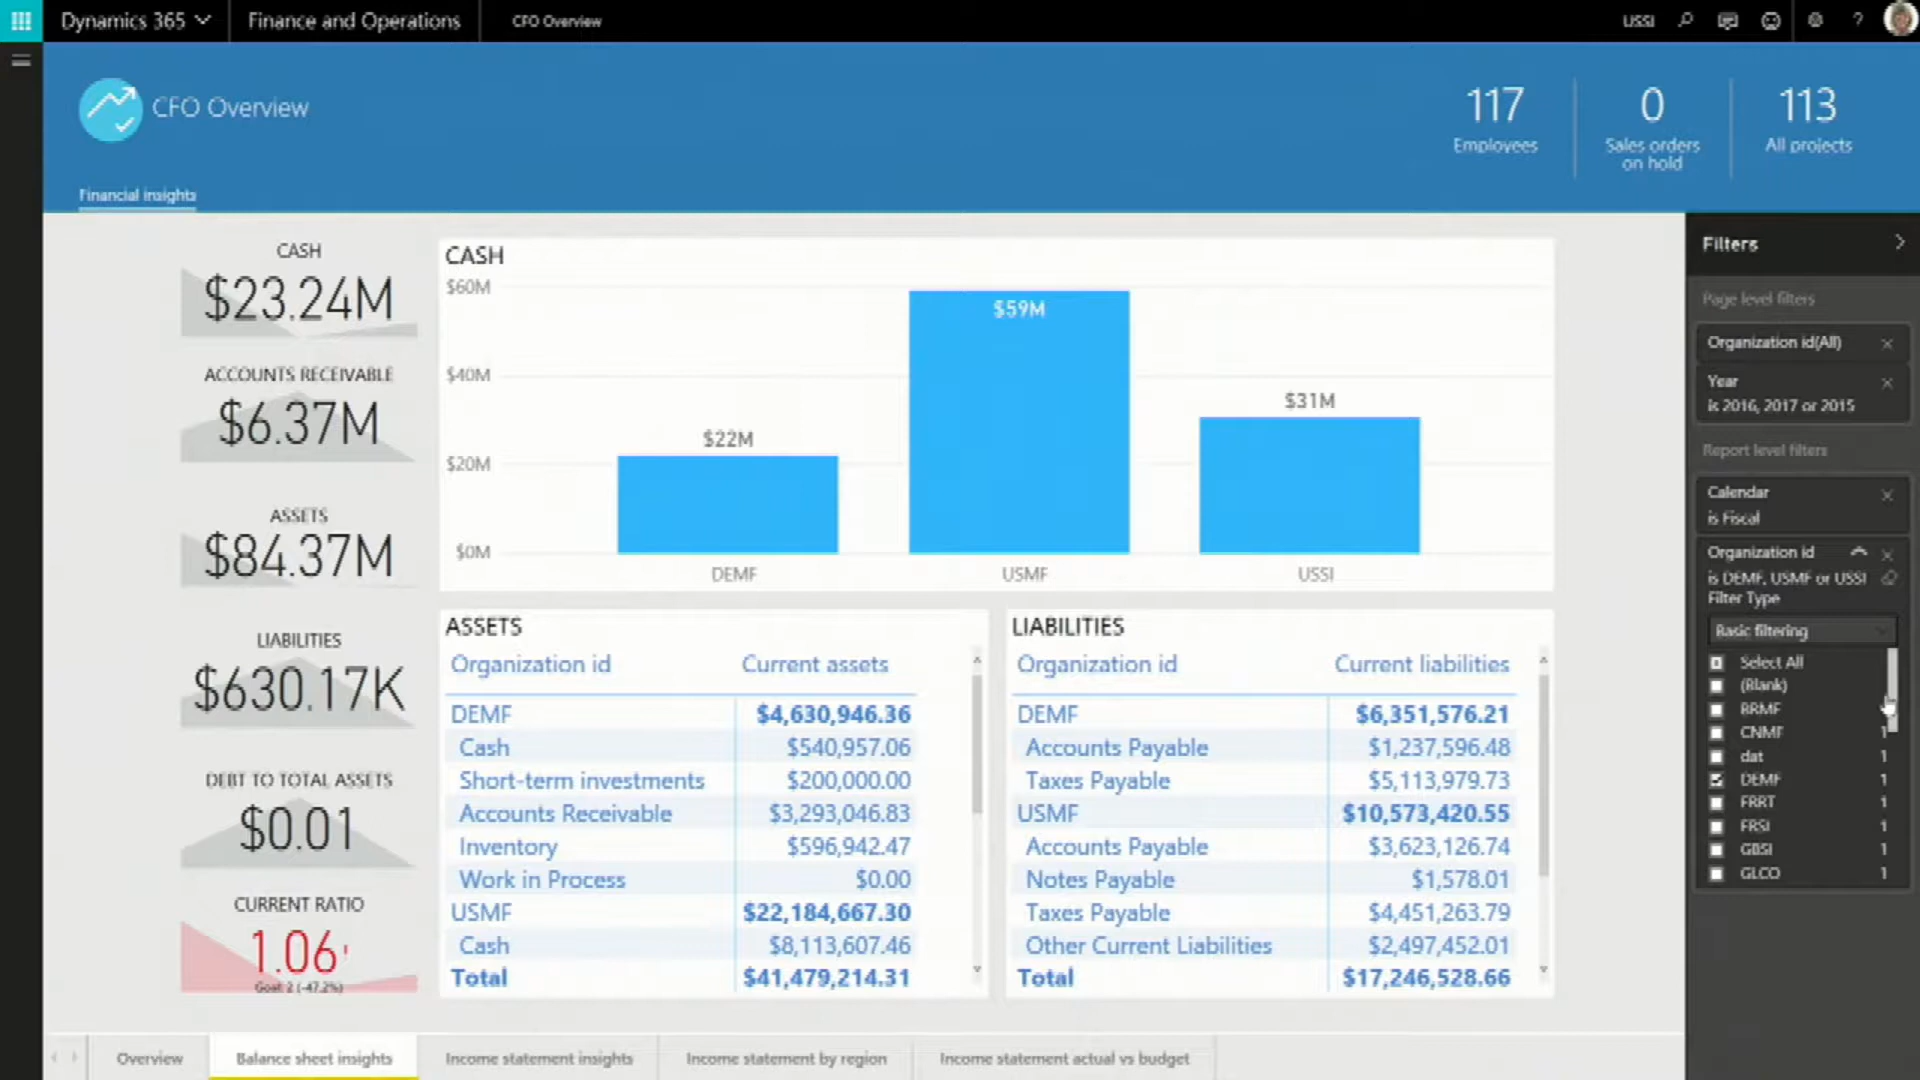 Dynamics 365
Finance and Operations
CFO Overview
USSI
?
CFO Overview
117
Employees
0
Sales orders
on hold
113
All projects
Financial insights
CASH
$23.24M
ACCOUNTS RECEIVABLE
$6.37M
ASSETS
$84.37M
LIABILITIES
$630.17K
DEBT TO TOTAL ASSETS
$0.01
CURRENT RATIO
1.06!
Goal: 2 (-47.2%)
CASH
$60M
$40M
$20M
$0M
$22M
$59M
$31M
DEMF
USMF
USSI
ASSETS
Organization id Current assets
DEMF $4,630,946.36
Cash $540,957.06
Short-term investments $200,000.00
Accounts Receivable $3,293,046.83
Inventory $596,942.47
Work in Process $0.00
USMF $22,184,667.30
Cash $8,113,607.46
Total $41,479,214.31
LIABILITIES
Organization id Current liabilities
DEMF $6,351,576.21
Accounts Payable $1,237,596.48
Taxes Payable $5,113,979.73
USMF $10,573,420.55
Accounts Payable $3,623,126.74
Notes Payable $1,578.01
Taxes Payable $4,451,263.79
Other Current Liabilities $2,497,452.01
Total $17,246,528.66
Filters
Page level filters
Organization id(All)
Year
is 2016, 2017 or 2015
Report level filters
Calendar
is Fiscal
Organization id
is DEMF, USMF or USSI
Filter Type
Basic filtering
Select All
(Blank)
BRMF
CNMF 1
dat 1
DEMF 1
FRRT 1
FRSI 1
GBSI 1
GLCO 1
Overview
Balance sheet insights
Income statement insights
Income statement by region
Income statement actual vs budget